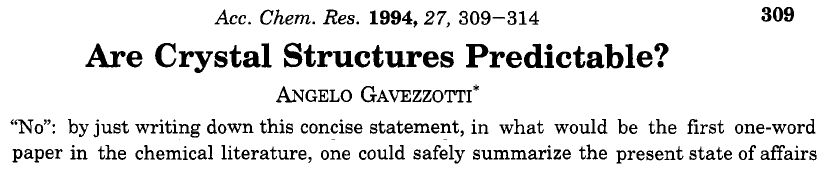 Acc. Chem. Res. 1994, 27, 309–314 309
Are Crystal Structures Predictable?
ANGELO GAVEZZOTTI*
“No”: by just writing down this concise statement, in what would be the first one-word
paper in the chemical literature, one could safely summarize the present state of affairs